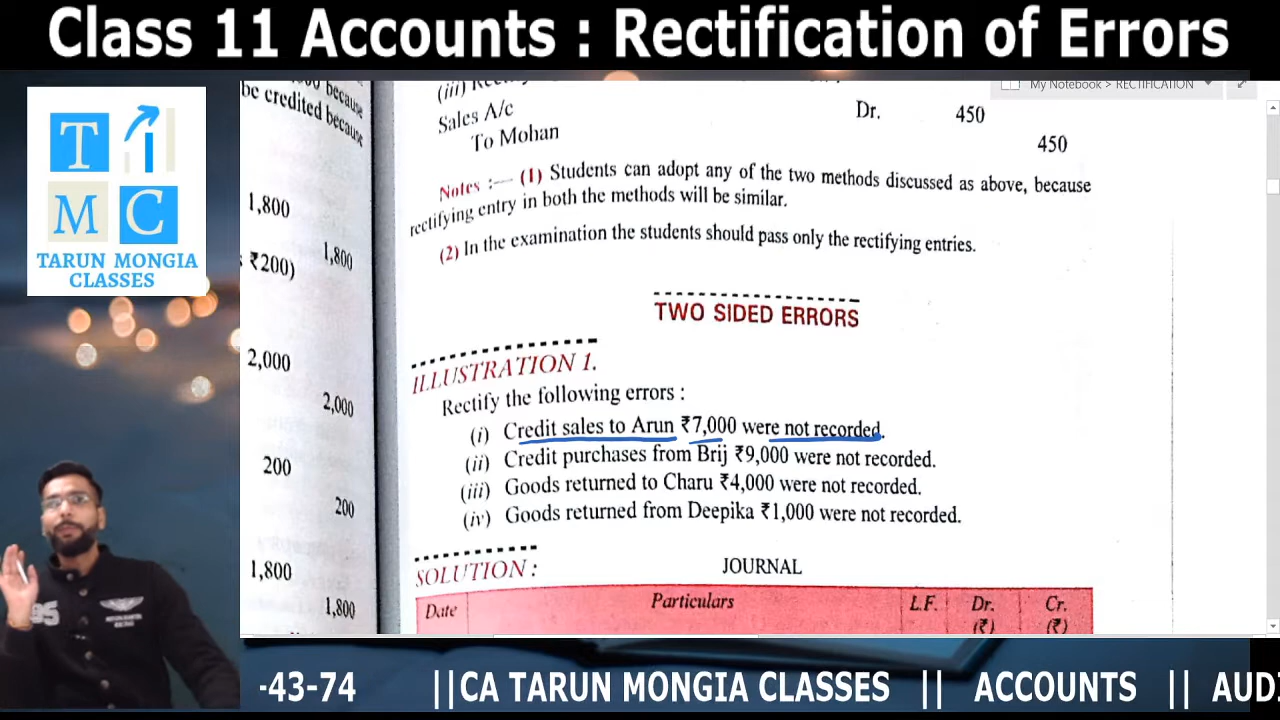 Class 11 Accounts : Rectification of Errors
My Notebook > RECTIFICATION
because
be credited because
1,800
1,800
₹200)
2,000
2,000
200
200
1,800
1,800
T
M C
TARUN MONGIA
CLASSES
(iii)
Sales A/c Dr. 450
To Mohan 450
Notes :— (1) Students can adopt any of the two methods discussed as above, because
rectifying entry in both the methods will be similar.
(2) In the examination the students should pass only the rectifying entries.
TWO SIDED ERRORS
ILLUSTRATION 1.
Rectify the following errors :
(i) Credit sales to Arun ₹7,000 were not recorded.
(ii) Credit purchases from Brij ₹9,000 were not recorded.
(iii) Goods returned to Charu ₹4,000 were not recorded.
(iv) Goods returned from Deepika ₹1,000 were not recorded.
SOLUTION : JOURNAL
Date Particulars L.F. Dr. Cr.
(₹) (₹)
-43-74 ||CA TARUN MONGIA CLASSES || ACCOUNTS || AUDI